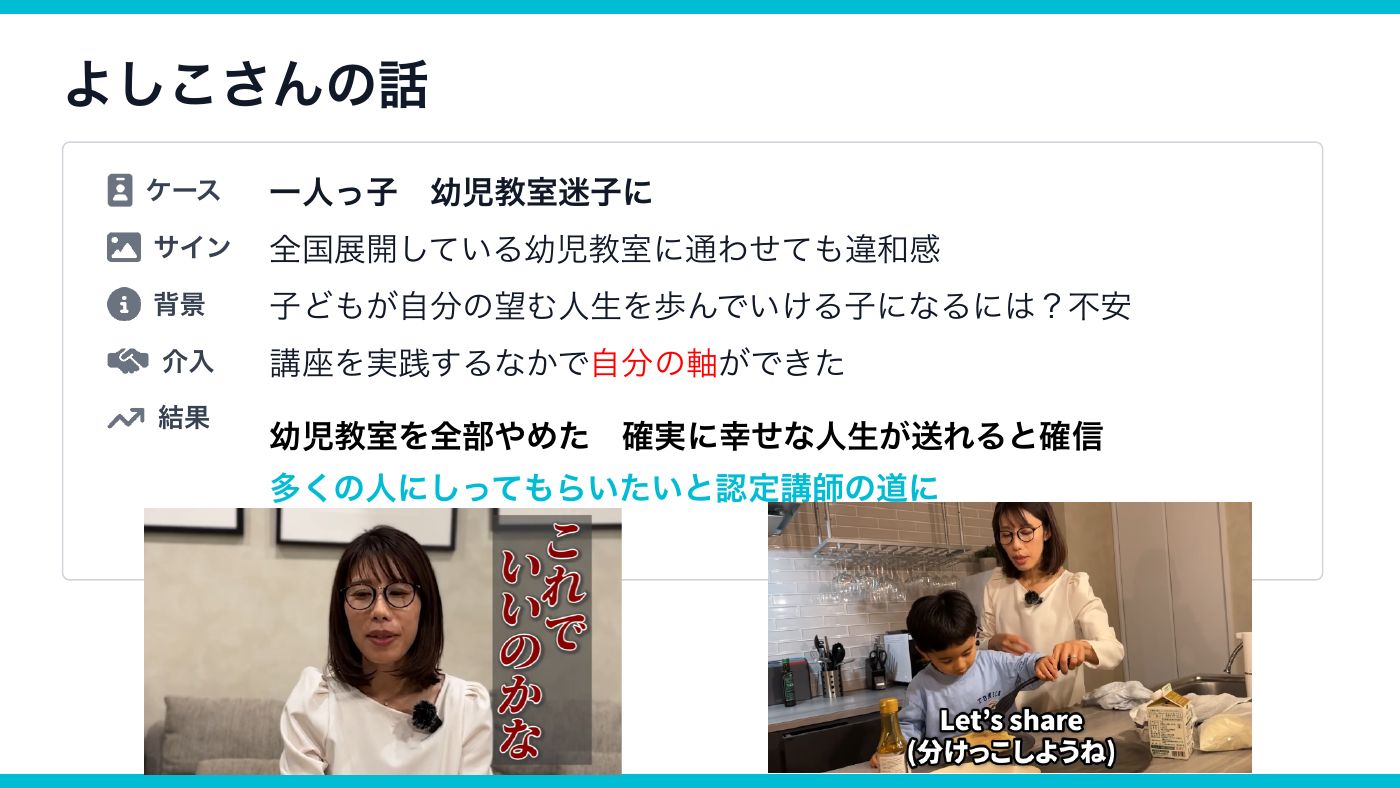 よしこさんの話
ケース 一人っ子　幼児教室迷子に
サイン 全国展開している幼児教室に通わせても違和感
背景 子どもが自分の望む人生を歩んでいける子になるには？不安
介入 講座を実践するなかで自分の軸ができた
結果 幼児教室を全部やめた　確実に幸せな人生が送れると確信
多くの人にしってもらいたいと認定講師の道に
これで
いいのかな
Let's share
(分けっこしようね)